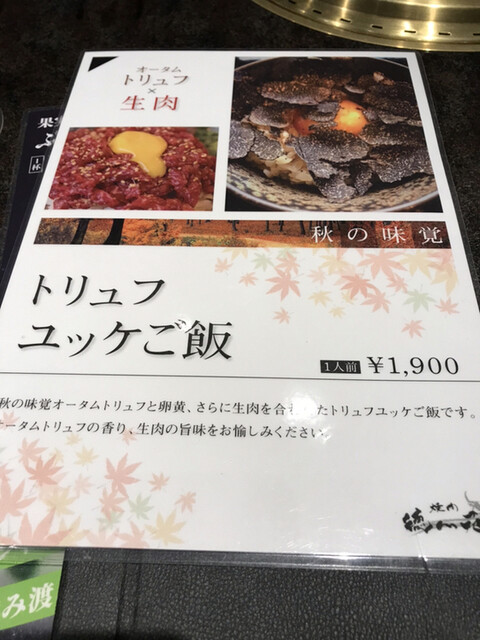 オータム
トリュフ
×
生肉
秋の味覚
トリュフ
ユッケご飯
1人前 ¥1,900
秋の味覚オータムトリュフと卵黄、さらに生肉を合 たトリュフユッケご飯です。
オータムトリュフの香り、生肉の旨味をお愉しみください
焼肉
1杯
み渡